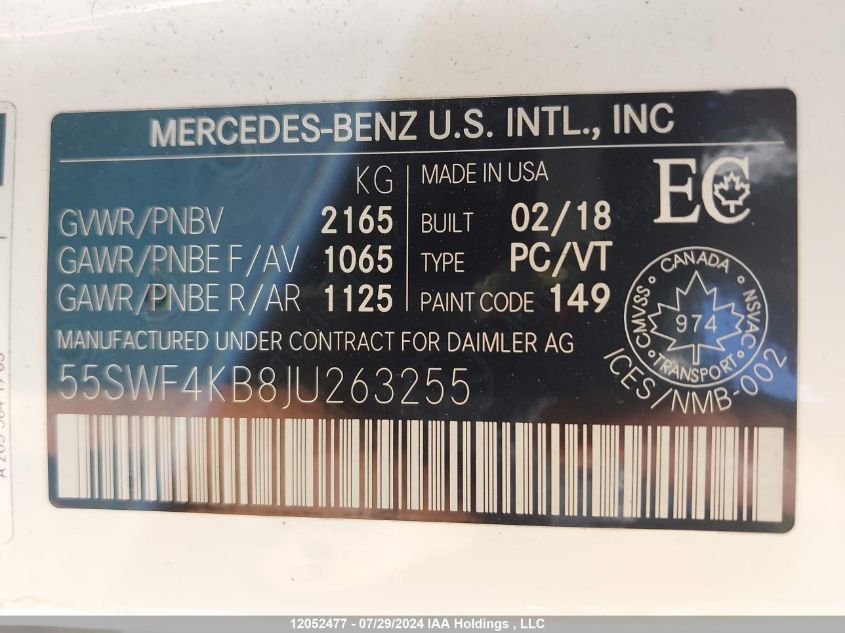 MERCEDES-BENZ U.S. INTL., INC
KG
GVWR/PNBV 2165
GAWR/PNBE F/AV 1065
GAWR/PNBE R/AR 1125
MADE IN USA
BUILT 02/18
TYPE PC/VT
PAINT CODE 149
EC
CANADA
CMVSS NSVAC
974
TRANSPORT
ICES/NMB-002
MANUFACTURED UNDER CONTRACT FOR DAIMLER AG
55SWF4KB8JU263255
12052477 - 07/29/2024 IAA Holdings , LLC